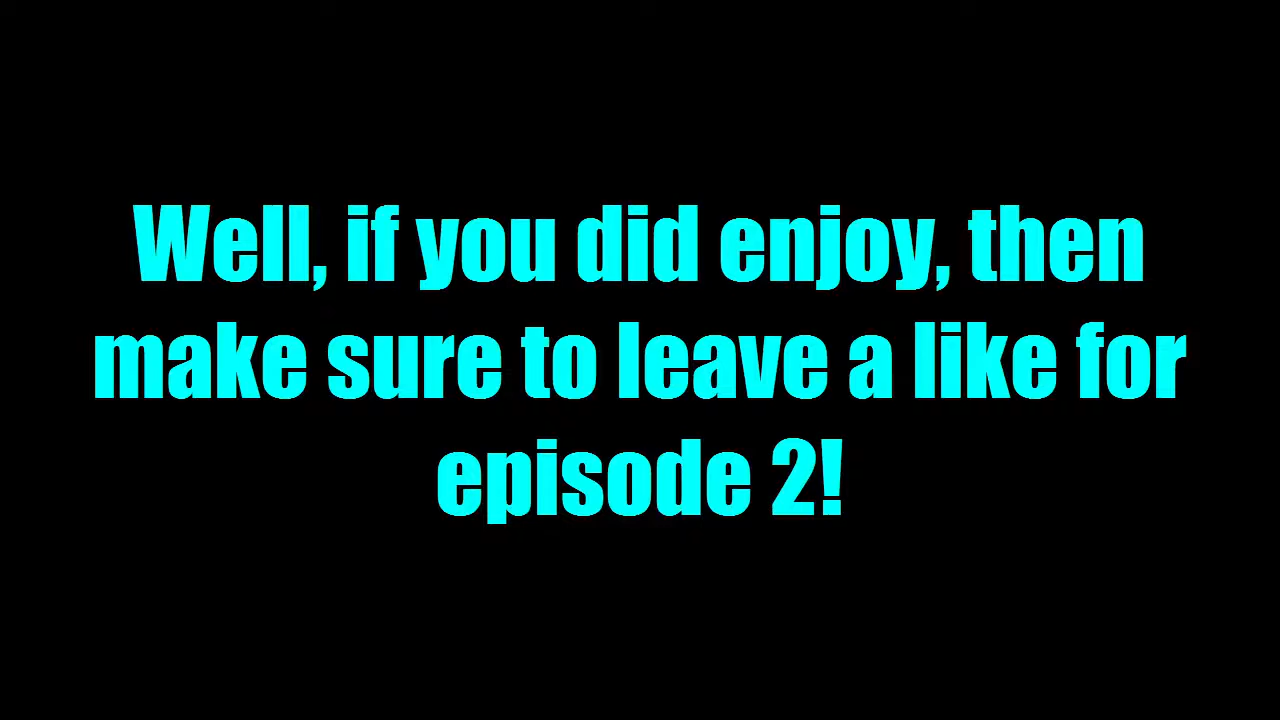 Well, if you did enjoy, then
make sure to leave a like for
episode 2!